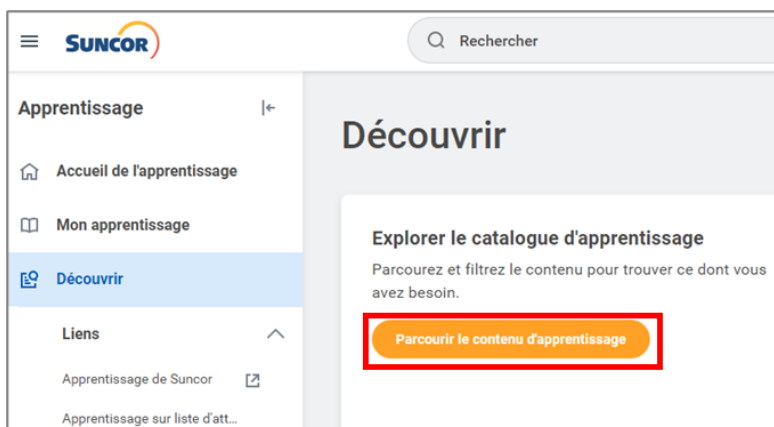 SUNCOR
Rechercher
Apprentissage
Accueil de l'apprentissage
Mon apprentissage
Découvrir
Liens
Apprentissage de Suncor
Apprentissage sur liste d'att...
Découvrir
Explorer le catalogue d'apprentissage
Parcourez et filtrez le contenu pour trouver ce dont vous
avez besoin.
Parcourir le contenu d'apprentissage